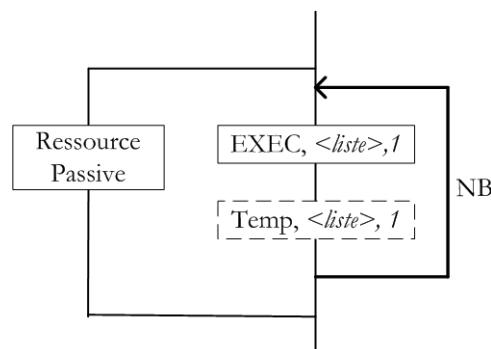 Ressource
Passive
EXEC, <liste>,1
Temp, <liste>, 1
NB